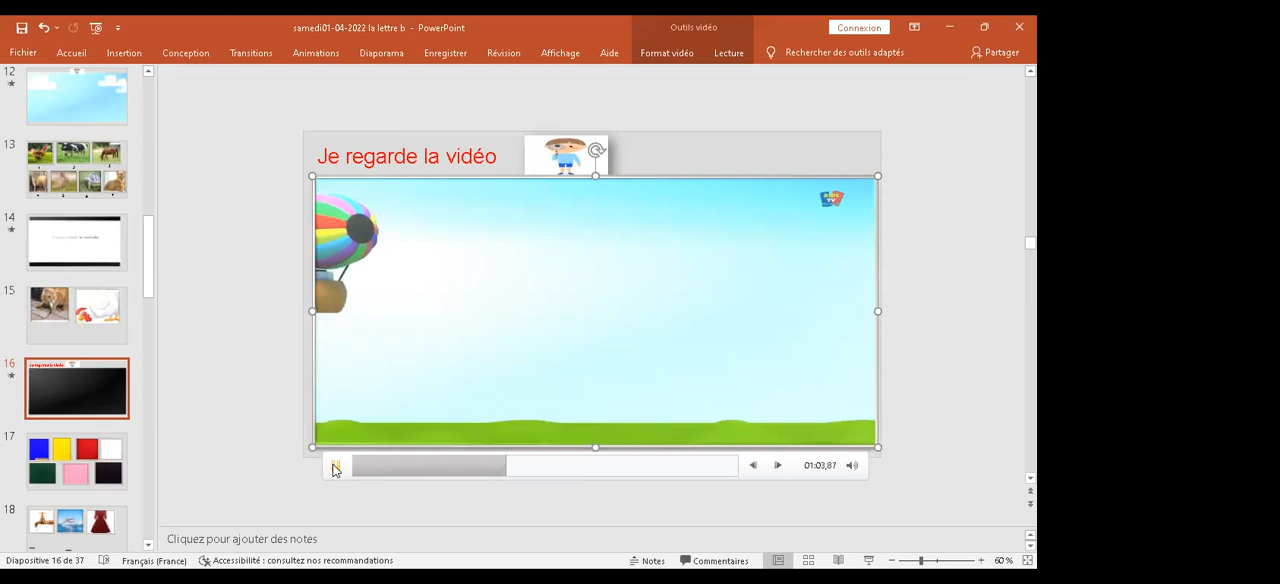 samedi01-04-2022 la lettre b - PowerPoint
Outils vidéo
Connexion
Fichier Accueil Insertion Conception Transitions Animations Diaporama Enregistrer Révision Affichage Aide Format vidéo Lecture Rechercher des outils adaptés Partager
12
13
14
15
16
17
18
Je regarde la vidéo
KiDS TV
01:03,87
Cliquez pour ajouter des notes
Diapositive 16 de 37 Français (France) Accessibilité : consultez nos recommandations Notes Commentaires 60 %